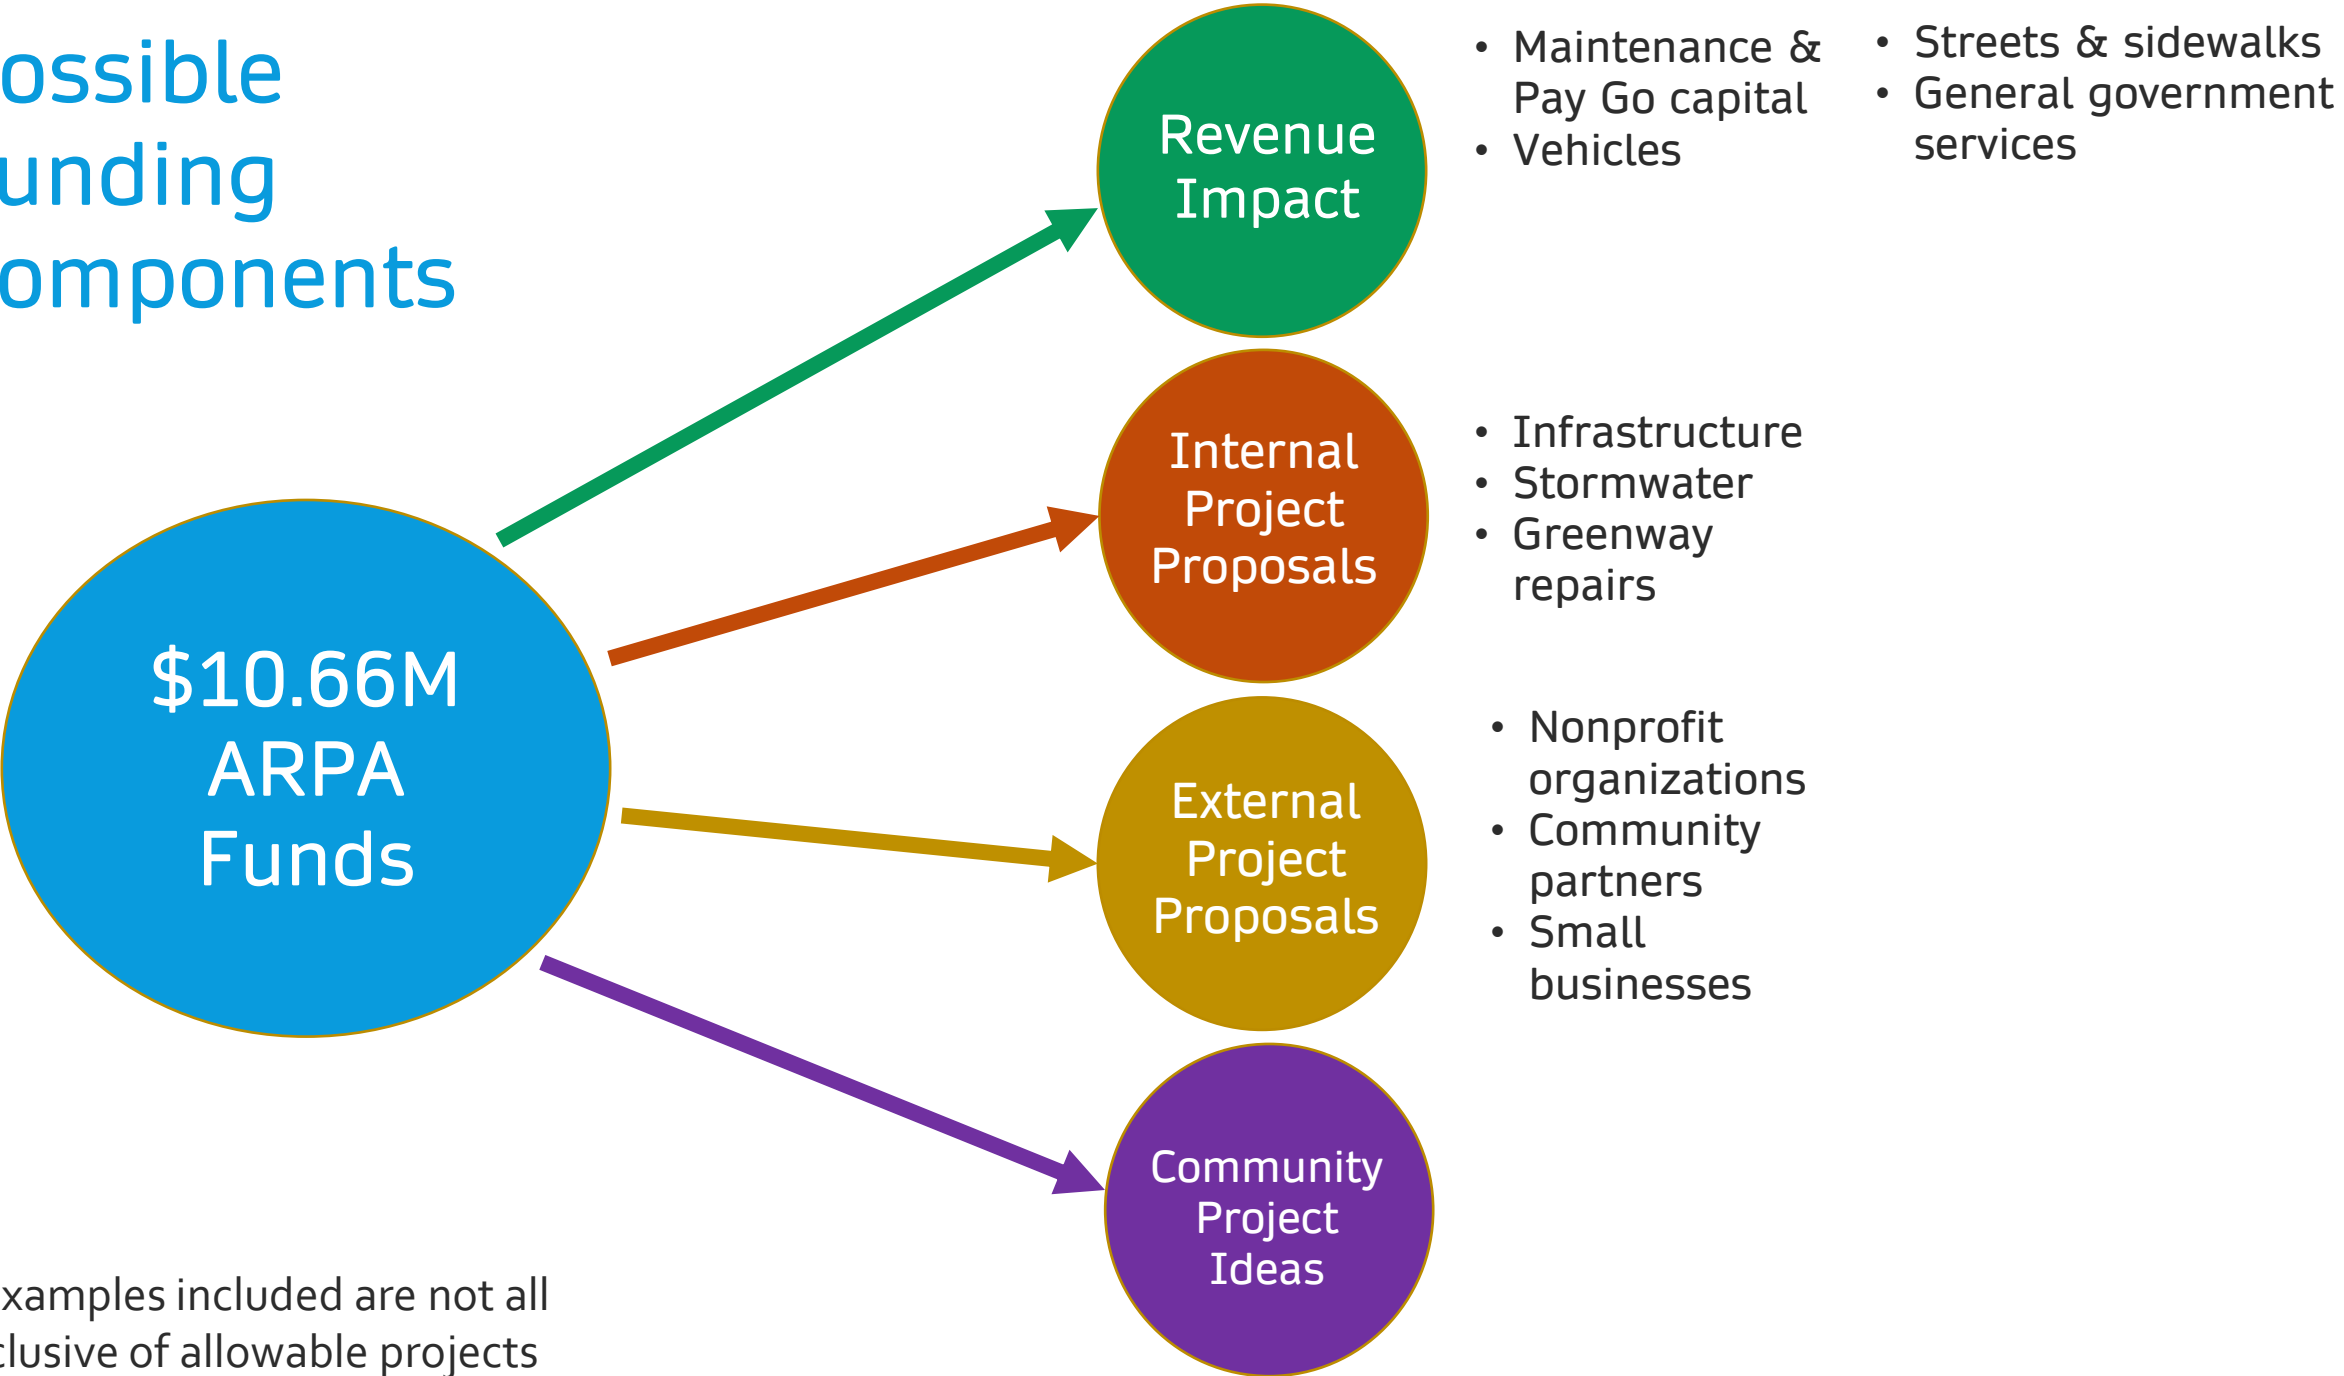 ossible
unding
omponents
$10.66M
ARPA
Funds
Revenue
Impact
• Maintenance &
Pay Go capital
• Vehicles
• Streets & sidewalks
• General government
services
Internal
Project
Proposals
• Infrastructure
• Stormwater
• Greenway
repairs
External
Project
Proposals
• Nonprofit
organizations
• Community
partners
• Small
businesses
Community
Project
Ideas
xamples included are not all
clusive of allowable projects